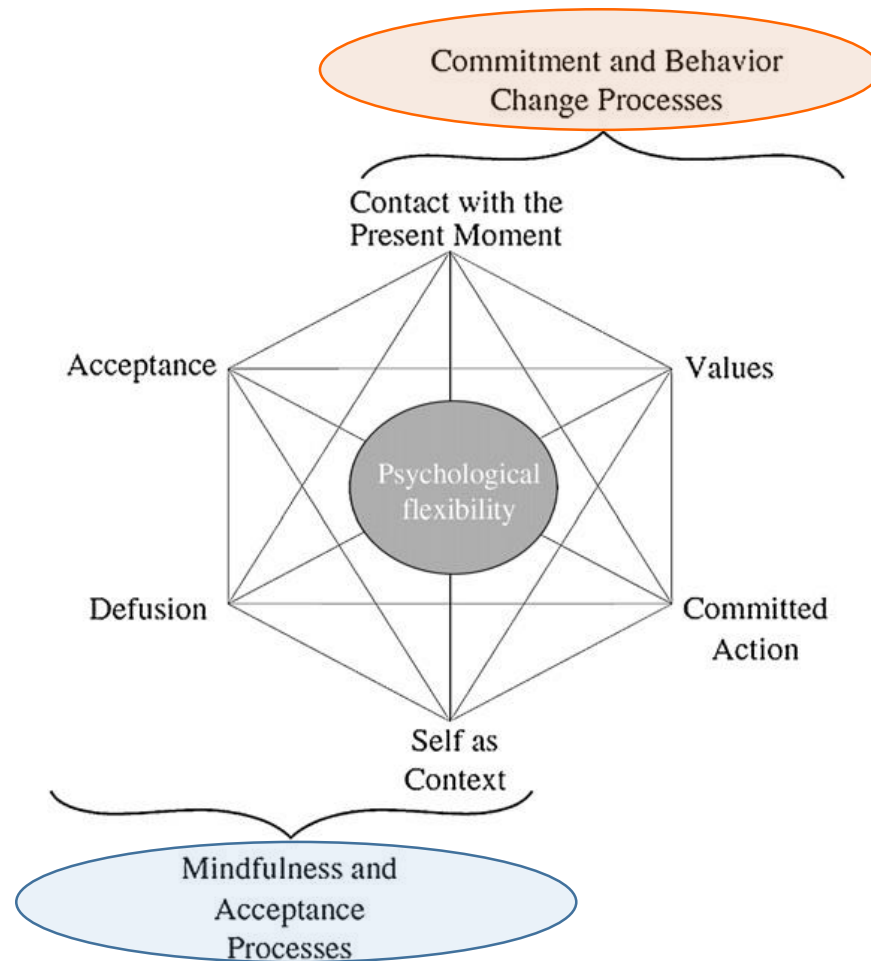 Commitment and Behavior
Change Processes
Contact with the
Present Moment
Acceptance
Values
Psychological
flexibility
Defusion
Committed
Action
Self as
Context
Mindfulness and
Acceptance
Processes